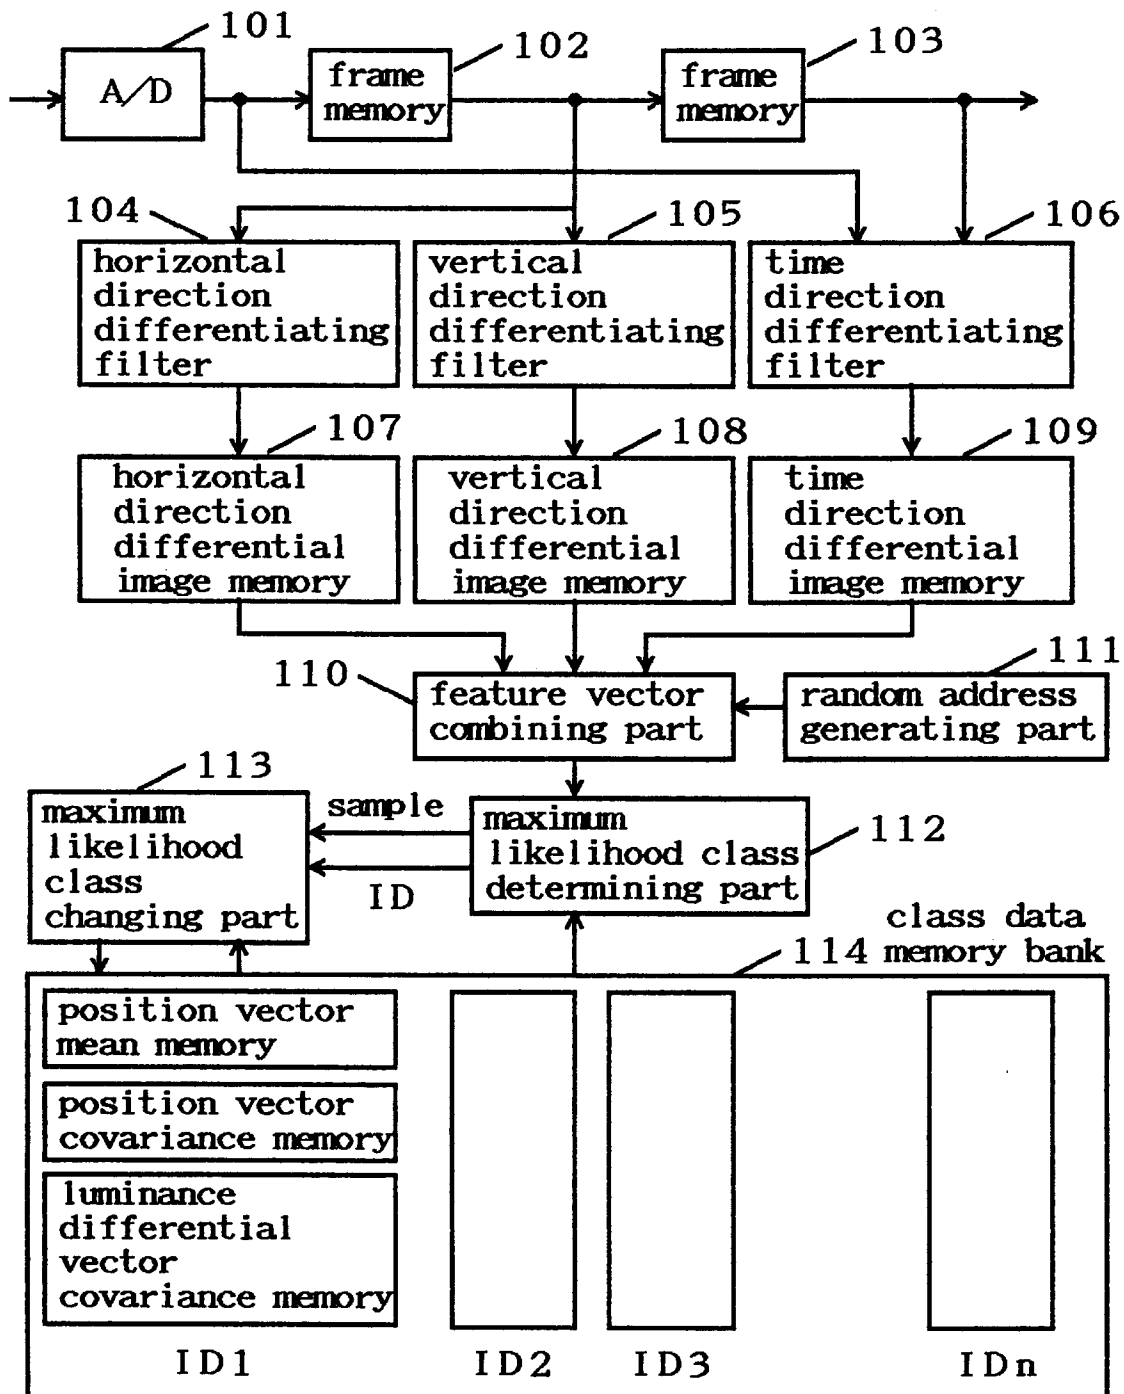 101
102
103
A/D
frame
memory
frame
memory
104
105
106
horizontal
direction
differentiating
filter
vertical
direction
differentiating
filter
time
direction
differentiating
filter
107
108
109
horizontal
direction
differential
image memory
vertical
direction
differential
image memory
time
direction
differential
image memory
110
feature vector
combining part
111
random address
generating part
113
maximum
likelihood
class
changing part
sample
ID
maximum
likelihood class
determining part
112
class data
114 memory bank
position vector
mean memory
position vector
covariance memory
luminance
differential
vector
covariance memory
ID1
ID2
ID3
IDn